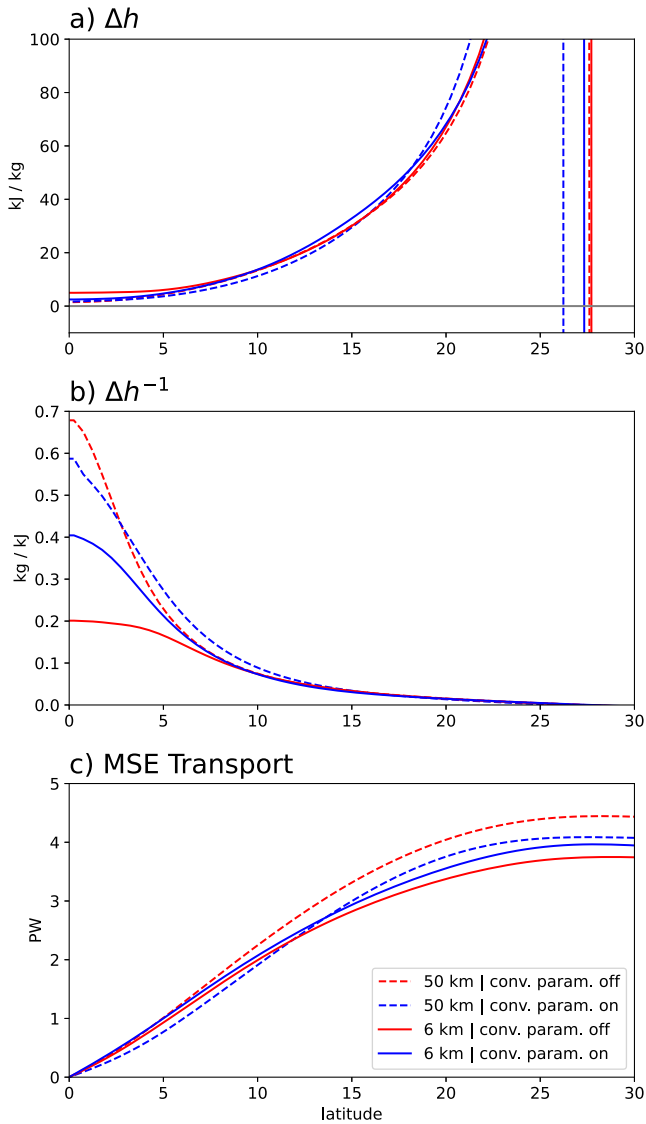 a) Δh
100
80
60
40
20
0
kJ / kg
0 5 10 15 20 25 30
b) Δh⁻¹
0.7
0.6
0.5
0.4
0.3
0.2
0.1
0.0
kg / kJ
0 5 10 15 20 25 30
c) MSE Transport
5
4
3
2
1
0
PW
50 km | conv. param. off
50 km | conv. param. on
6 km | conv. param. off
6 km | conv. param. on
0 5 10 15 20 25 30
latitude